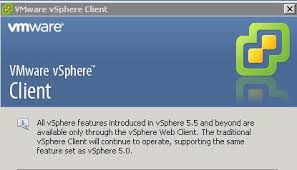 VMware vSphere Client
vmware®
VMware vSphere™
Client
All vSphere features introduced in vSphere 5.5 and beyond are
available only through the vSphere Web Client. The traditional
vSphere Client will continue to operate, supporting the same
feature set as vSphere 5.0.